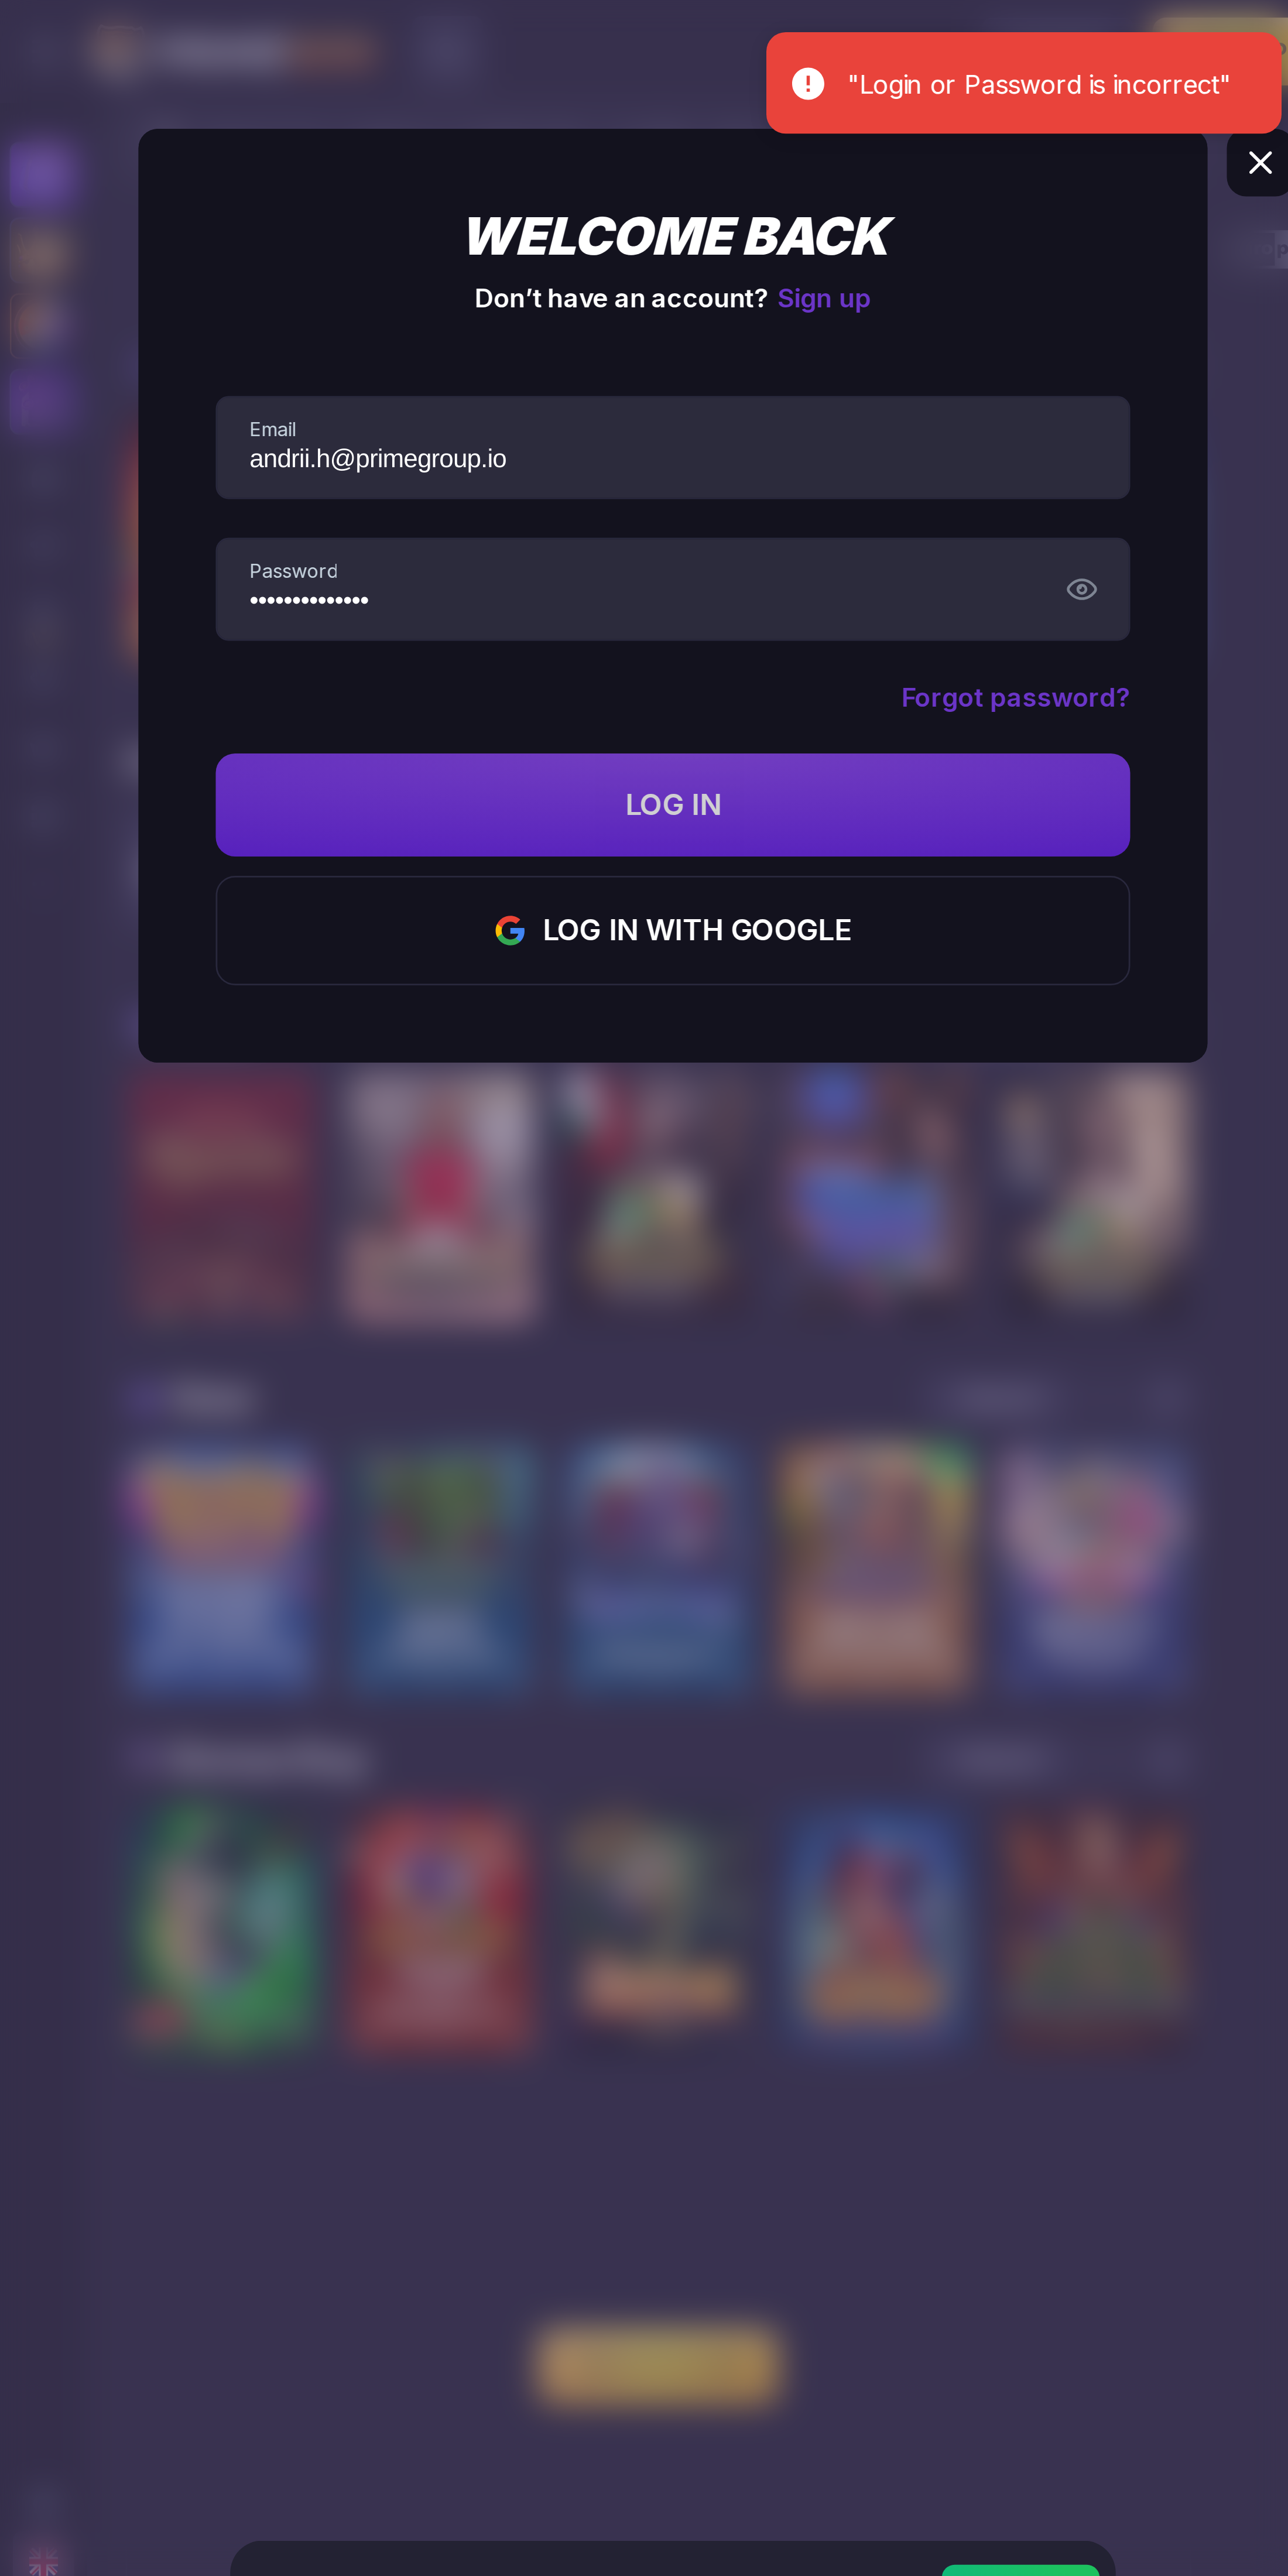 "Login or Password is incorrect"
WELCOME BACK
Don’t have an account? Sign up
Email
andrii.h@primegroup.io
Password
••••••••••••••
Forgot password?
LOG IN
LOG IN WITH GOOGLE